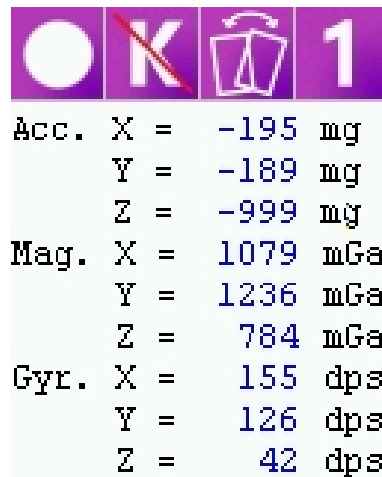 K 1
Acc. X = -195 mg
Y = -189 mg
Z = -999 mg
Mag. X = 1079 mGa
Y = 1236 mGa
Z = 784 mGa
Gyr. X = 155 dps
Y = 126 dps
Z = 42 dps